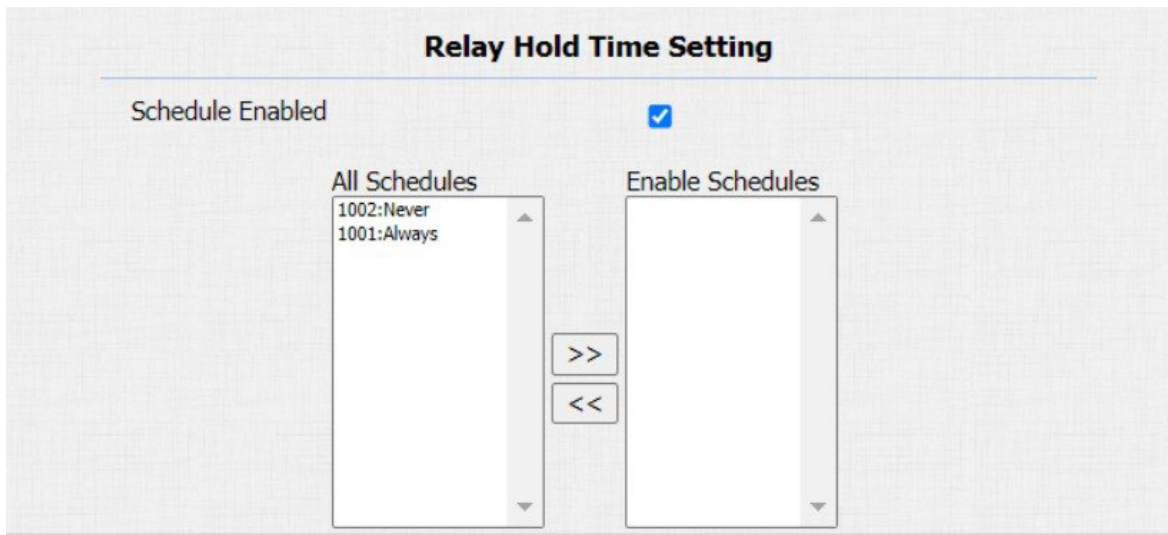 Relay Hold Time Setting
Schedule Enabled
All Schedules
Enable Schedules
1002:Never
1001:Always
>>
<<